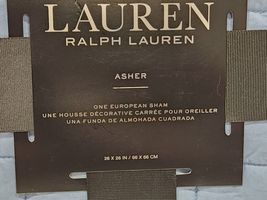 LAUREN
RALPH LAUREN
ASHER
ONE EUROPEAN SHAM
UNE HOUSSE DÉCORATIVE CARRÉE POUR OREILLER
UNA FUNDA DE ALMOHADA CUADRADA
26 X 26 IN / 66 X 66 CM